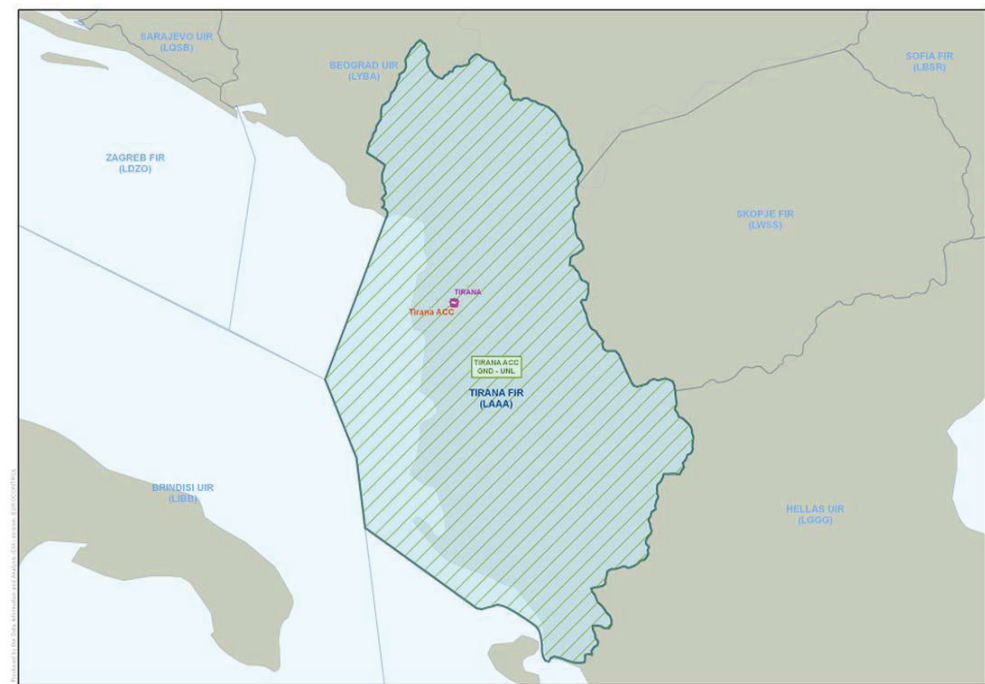 SARAJEVO UIR
(LQSB)
BEOGRAD UIR
(LYBA)
SOFIA FIR
(LBSR)
ZAGREB FIR
(LDZO)
SKOPJE FIR
(LWSS)
TIRANA
Tirana ACC
TIRANA ACC
GND - UNL
TIRANA FIR
(LAAA)
BRINDISI UIR
(LIBB)
HELLAS UIR
(LGGG)